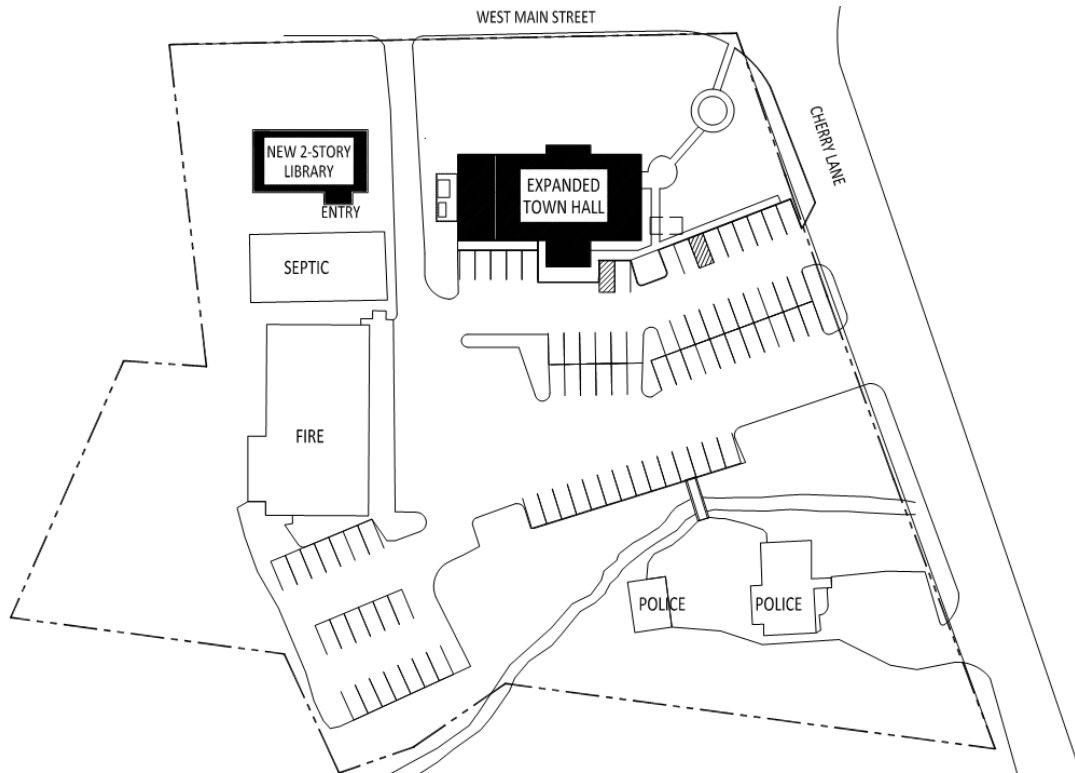 WEST MAIN STREET
CHERRY LANE
NEW 2-STORY
LIBRARY
ENTRY
EXPANDED
TOWN HALL
SEPTIC
FIRE
POLICE
POLICE